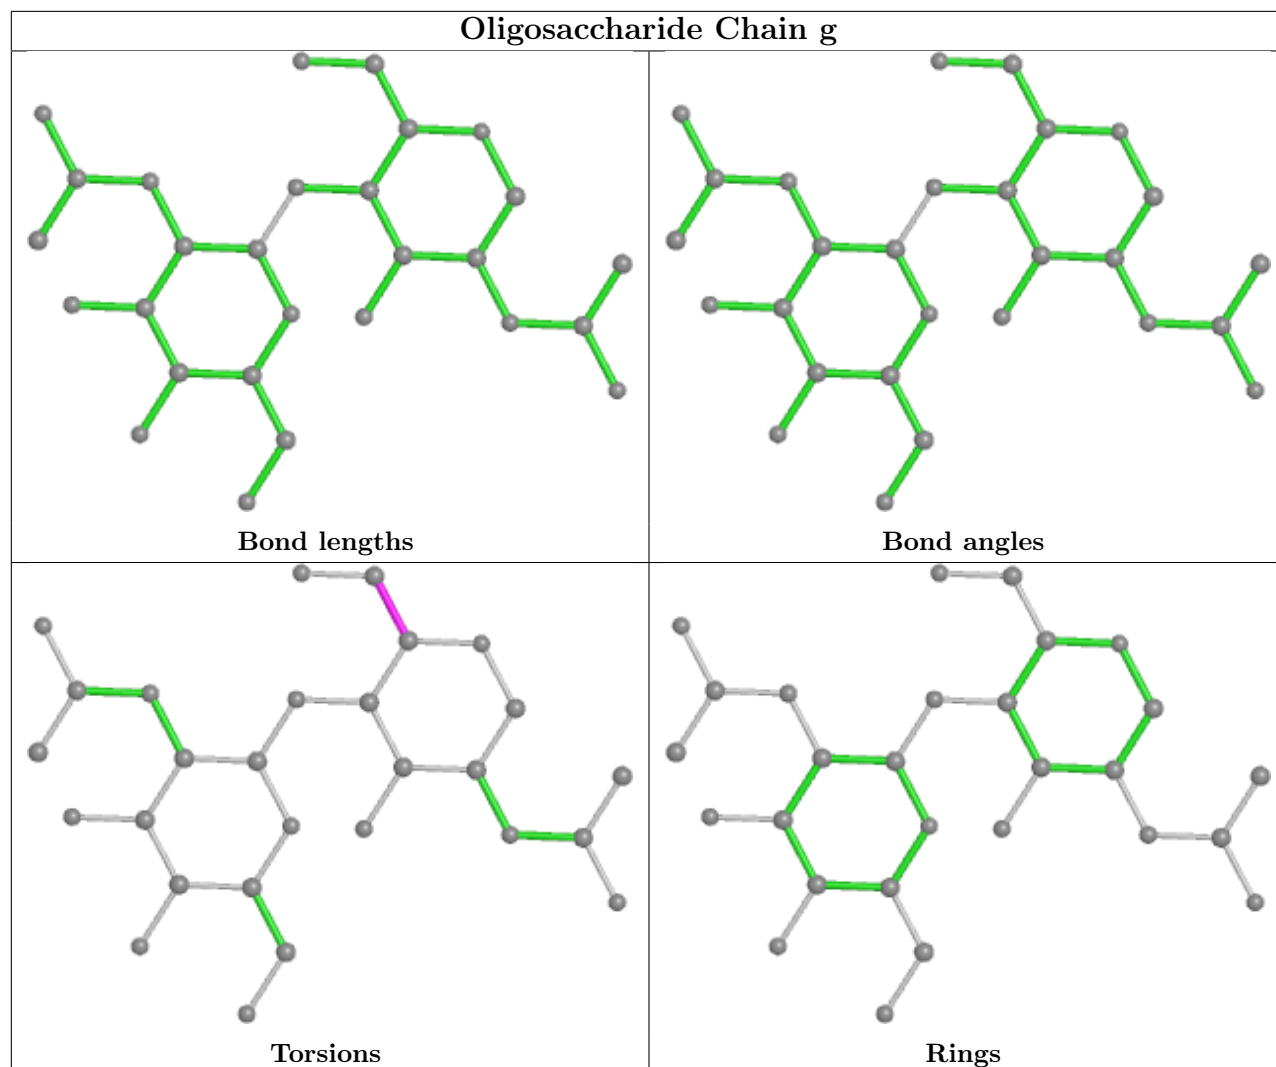 Oligosaccharide Chain g
Bond lengths
Bond angles
Torsions
Rings